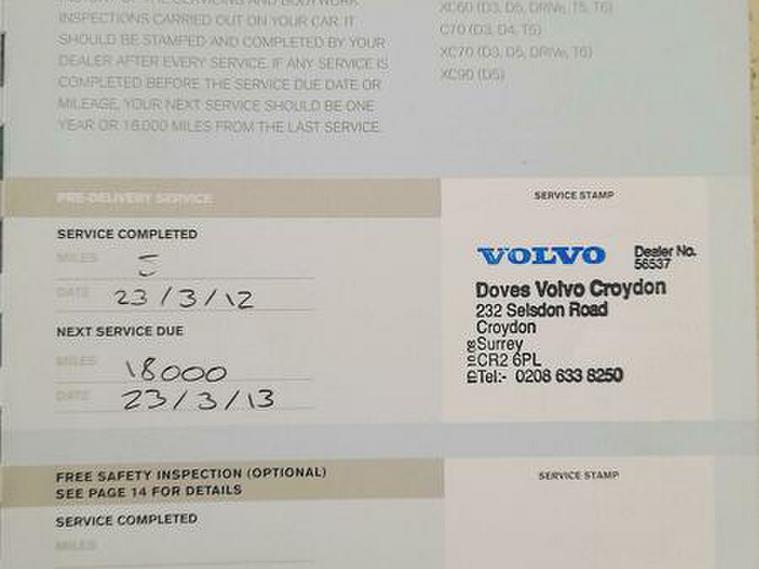 INSPECTIONS CARRIED OUT ON YOUR CAR. IT
SHOULD BE STAMPED AND COMPLETED BY YOUR
DEALER AFTER EVERY SERVICE. IF ANY SERVICE IS
COMPLETED BEFORE THE SERVICE DUE DATE OR
MILEAGE, YOUR NEXT SERVICE SHOULD BE ONE
YEAR OR 18,000 MILES FROM THE LAST SERVICE.
XC60 (D3, D5, DRIVe, T5, T6)
C70 (D3, D4, T5)
XC70 (D3, D5, DRIVe, T6)
XC90 (D5)
PRE-DELIVERY SERVICE
SERVICE COMPLETED
MILES
DATE 23/3/12
NEXT SERVICE DUE
MILES 18000
DATE 23/3/13
SERVICE STAMP
VOLVO Dealer No.
56537
Doves Volvo Croydon
232 Selsdon Road
Croydon
Surrey
CR2 6PL
Tel:- 0208 633 8250
FREE SAFETY INSPECTION (OPTIONAL)
SEE PAGE 14 FOR DETAILS
SERVICE COMPLETED
MILES
SERVICE STAMP